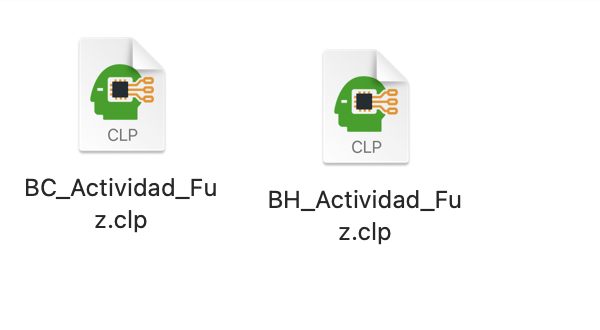 CLP
BC_Actividad_Fu
z.clp
CLP
BH_Actividad_Fu
z.clp